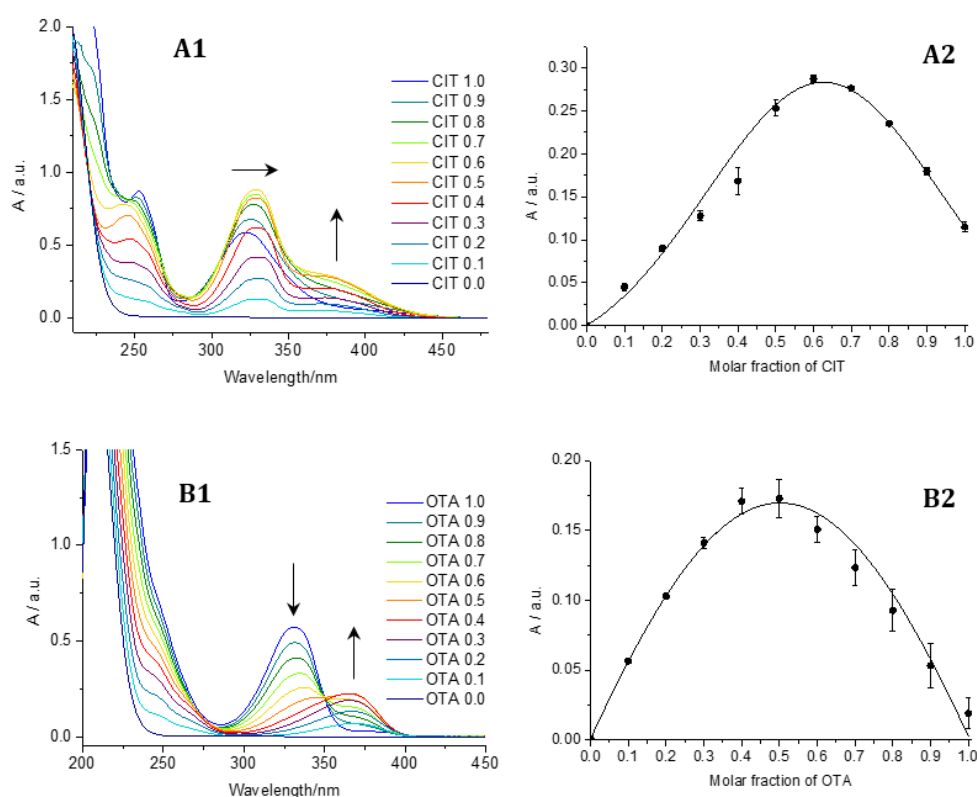 A1
2.0
1.5
1.0
0.5
0.0
A / a.u.
CIT 1.0
CIT 0.9
CIT 0.8
CIT 0.7
CIT 0.6
CIT 0.5
CIT 0.4
CIT 0.3
CIT 0.2
CIT 0.1
CIT 0.0
250 300 350 400 450
Wavelength/nm
A2
0.30
0.25
0.20
0.15
0.10
0.05
0.00
A / a.u.
0.0 0.1 0.2 0.3 0.4 0.5 0.6 0.7 0.8 0.9 1.0
Molar fraction of CIT
B1
1.5
1.0
0.5
0.0
A / a.u.
OTA 1.0
OTA 0.9
OTA 0.8
OTA 0.7
OTA 0.6
OTA 0.5
OTA 0.4
OTA 0.3
OTA 0.2
OTA 0.1
OTA 0.0
200 250 300 350 400 450
Wavelength/nm
B2
0.20
0.15
0.10
0.05
0.00
A / a.u.
0.0 0.1 0.2 0.3 0.4 0.5 0.6 0.7 0.8 0.9 1.0
Molar fraction of OTA